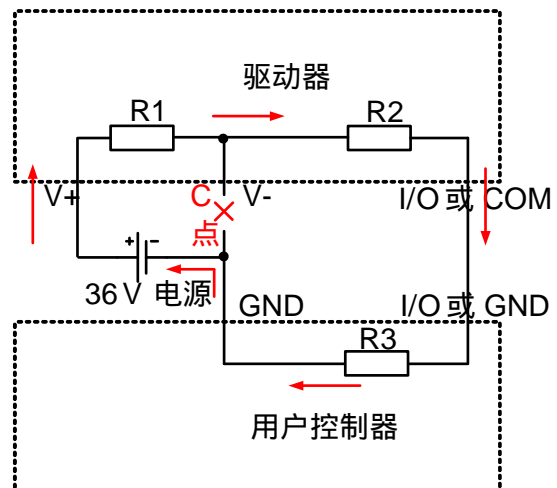 驱动器
R1
R2
V+
C
点
V-
I/O 或 COM
+
-
36V 电源
GND
I/O 或 GND
R3
用户控制器